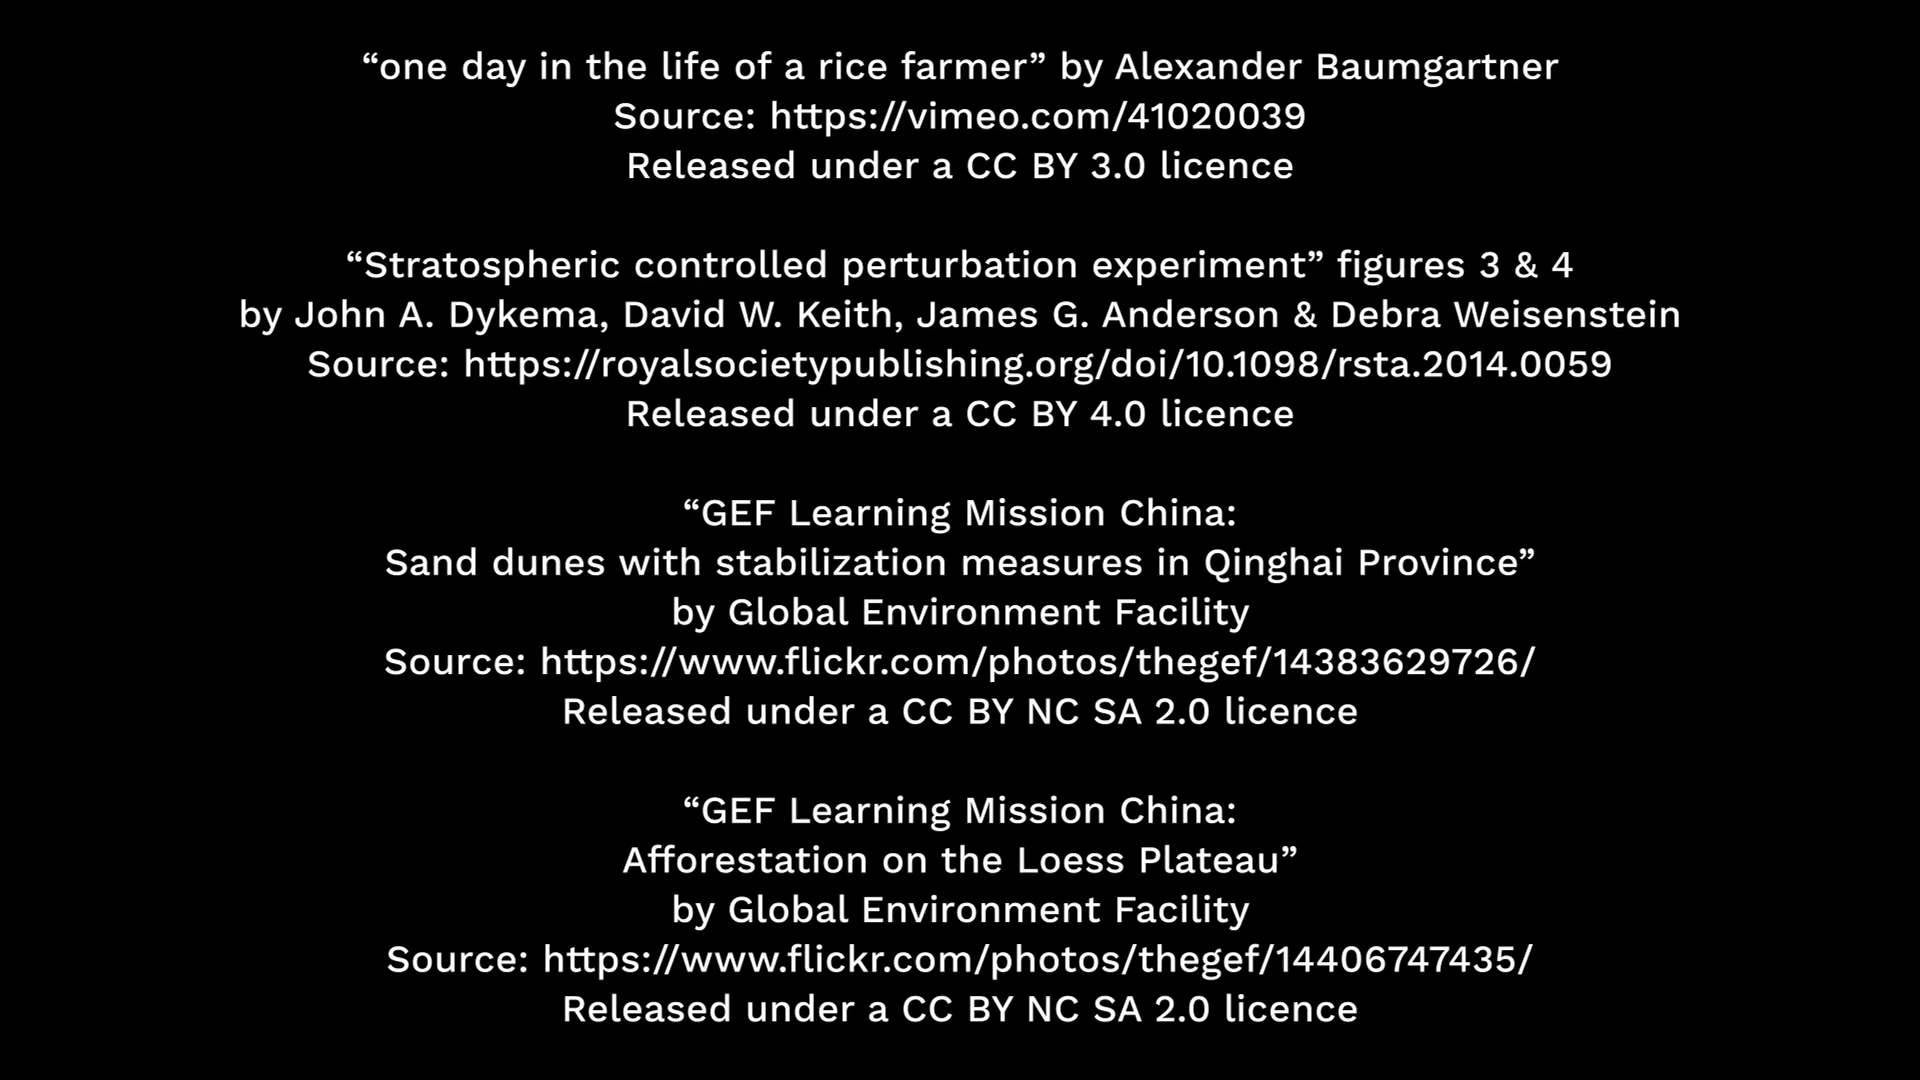 “one day in the life of a rice farmer” by Alexander Baumgartner
Source: https://vimeo.com/41020039
Released under a CC BY 3.0 licence
“Stratospheric controlled perturbation experiment” figures 3 & 4
by John A. Dykema, David W. Keith, James G. Anderson & Debra Weisenstein
Source: https://royalsocietypublishing.org/doi/10.1098/rsta.2014.0059
Released under a CC BY 4.0 licence
“GEF Learning Mission China:
Sand dunes with stabilization measures in Qinghai Province”
by Global Environment Facility
Source: https://www.flickr.com/photos/thegef/14383629726/
Released under a CC BY NC SA 2.0 licence
“GEF Learning Mission China:
Afforestation on the Loess Plateau”
by Global Environment Facility
Source: https://www.flickr.com/photos/thegef/14406747435/
Released under a CC BY NC SA 2.0 licence